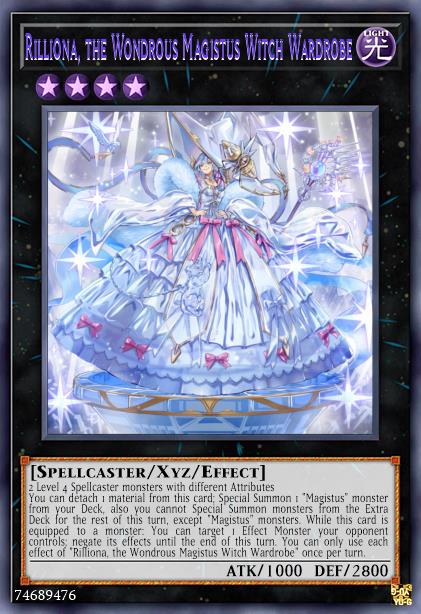 Rilliona, the Wondrous Magistus Witch Wardrobe
LIGHT
光
[Spellcaster/Xyz/Effect]
2 Level 4 Spellcaster monsters with different Attributes
You can detach 1 material from this card; Special Summon 1 "Magistus" monster
from your Deck, also you cannot Special Summon monsters from the Extra
Deck for the rest of this turn, except "Magistus" monsters. While this card is
equipped to a monster: You can target 1 Effect Monster your opponent
controls; negate its effects until the end of this turn. You can only use each
effect of "Rilliona, the Wondrous Magistus Witch Wardrobe" once per turn.
ATK/1000 DEF/2800
74689476